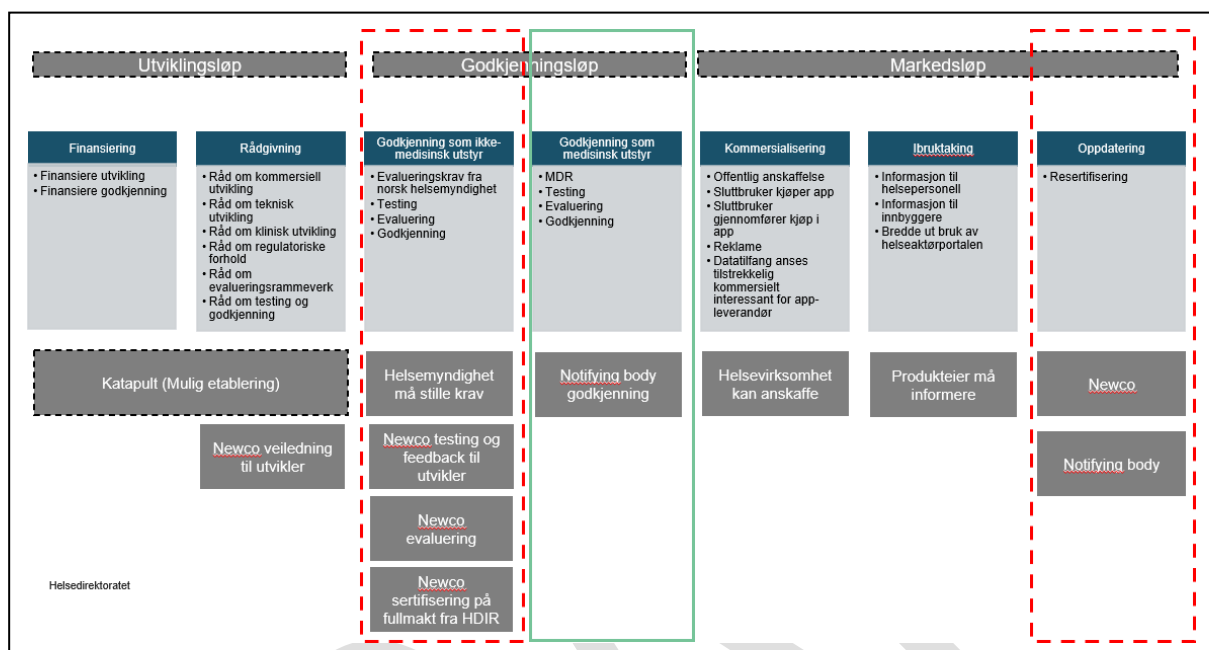 Utviklingsløp
Godkjenningsløp
Markedsløp
Finansiering
• Finansiere utvikling
• Finansiere godkjenning
Rådgivning
• Råd om kommersiell
utvikling
• Råd om teknisk
utvikling
• Råd om klinisk utvikling
• Råd om regulatoriske
forhold
• Råd om
evalueringsrammeverk
• Råd om testing og
godkjenning
Godkjenning som ikke-
medisinsk utstyr
• Evalueringskrav fra
norsk helsemyndighet
• Testing
• Evaluering
• Godkjenning
Godkjenning som
medisinsk utstyr
• MDR
• Testing
• Evaluering
• Godkjenning
Kommersialisering
• Offentlig anskaffelse
• Sluttbruker kjøper app
• Sluttbruker
gjennomfører kjøp i
app
• Reklame
• Datatilfang anses
tilstrekkelig
kommersielt
interessant for app-
leverandør
Ibruktaking
• Informasjon til
helsepersonell
• Informasjon til
innbyggere
• Bredde ut bruk av
helseaktørportalen
Oppdatering
• Resertifisering
Katapult (Mulig etablering)
Helsemyndighet
må stille krav
Notifying body
godkjenning
Helsevirksomhet
kan anskaffe
Produkteier må
informere
Newco
Newco veiledning
til utvikler
Newco testing og
feedback til
utvikler
Notifying body
Newco
evaluering
Newco
sertifisering på
fullmakt fra HDIR
Helsedirektoratet